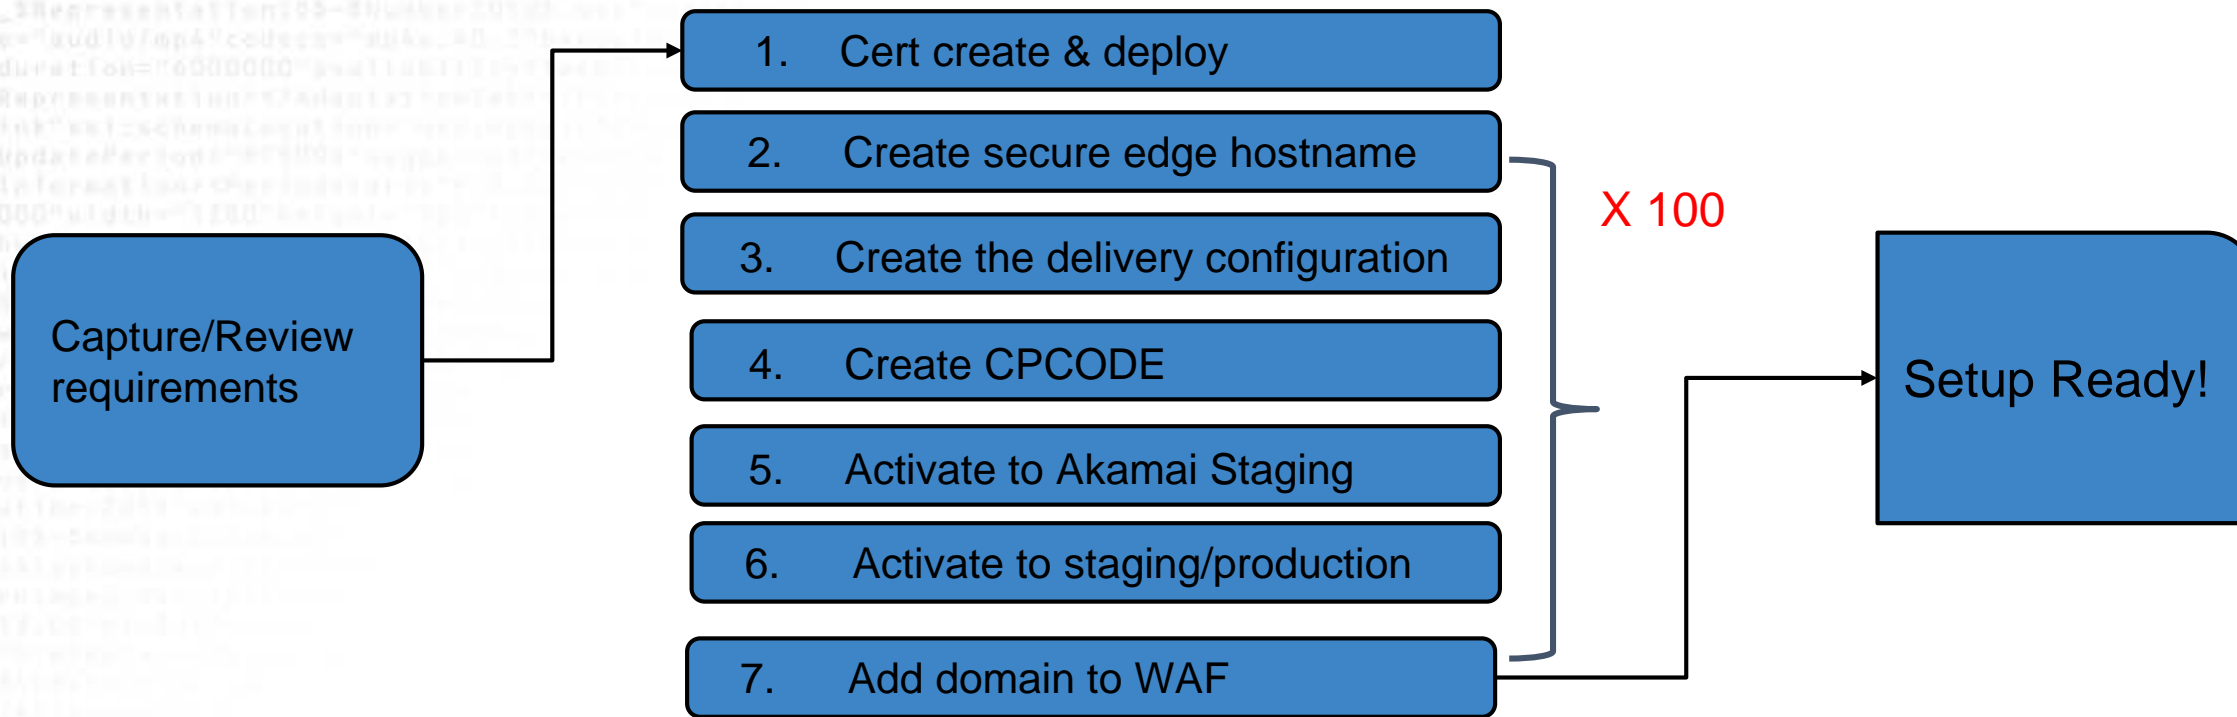 1. Cert create & deploy
2. Create secure edge hostname
X 100
3. Create the delivery configuration
Capture/Review
requirements
4. Create CPCODE
Setup Ready!
5. Activate to Akamai Staging
6. Activate to staging/production
7. Add domain to WAF